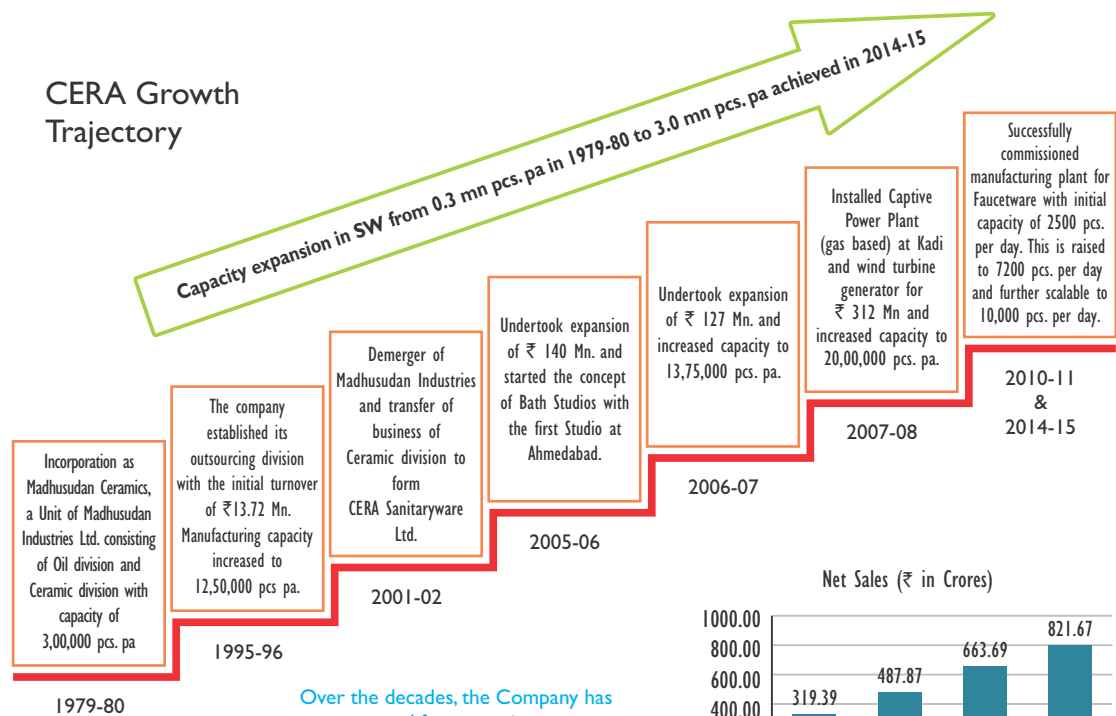 CERA Growth
Trajectory
Capacity expansion in SW from 0.3 mn pcs. pa in 1979-80 to 3.0 mn pcs. pa achieved in 2014-15
Incorporation as
Madhusudan Ceramics,
a Unit of Madhusudan
Industries Ltd. consisting
of Oil division and
Ceramic division with
capacity of
3,00,000 pcs. pa
1979-80
The company
established its
outsourcing division
with the initial turnover
of ₹13.72 Mn.
Manufacturing capacity
increased to
12,50,000 pcs pa.
1995-96
Demerger of
Madhusudan Industries
and transfer of
business of
Ceramic division to
form
CERA Sanitaryware
Ltd.
2001-02
Undertook expansion
of ₹ 140 Mn. and
started the concept
of Bath Studios with
the first Studio at
Ahmedabad.
2005-06
Undertook expansion
of ₹ 127 Mn. and
increased capacity to
13,75,000 pcs. pa.
2006-07
Installed Captive
Power Plant
(gas based) at Kadi
and wind turbine
generator for
₹ 312 Mn and
increased capacity to
20,00,000 pcs. pa.
2007-08
Successfully
commissioned
manufacturing plant for
Faucetware with initial
capacity of 2500 pcs.
per day. This is raised
to 7200 pcs. per day
and further scalable to
10,000 pcs. per day.
2010-11
&
2014-15
Over the decades, the Company has
Net Sales (₹ in Crores)
1000.00
800.00
600.00
400.00
319.39
487.87
663.69
821.67